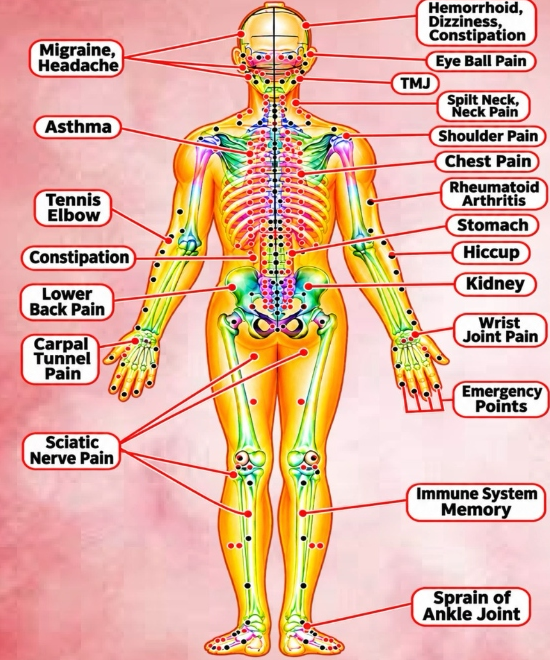 Hemorrhoid,
Dizziness,
Constipation
Migraine,
Headache
Eye Ball Pain
TMJ
Spilt Neck,
Neck Pain
Asthma
Shoulder Pain
Chest Pain
Rheumatoid
Arthritis
Tennis
Elbow
Stomach
Constipation
Hiccup
Kidney
Lower
Back Pain
Wrist
Joint Pain
Carpal
Tunnel
Pain
Emergency
Points
Sciatic
Nerve Pain
Immune System
Memory
Sprain of
Ankle Joint